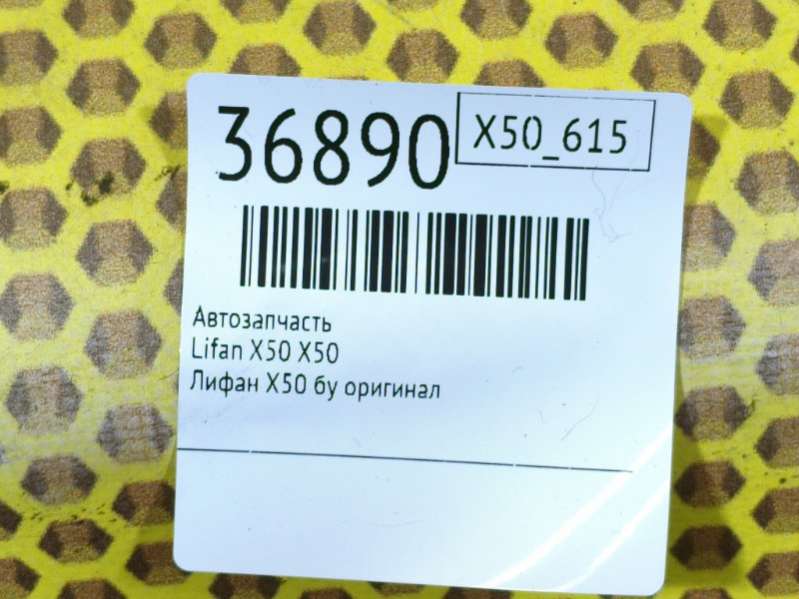 36890
X50_615
Автозапчасть
Lifan X50 X50
Лифан X50 бу оригинал